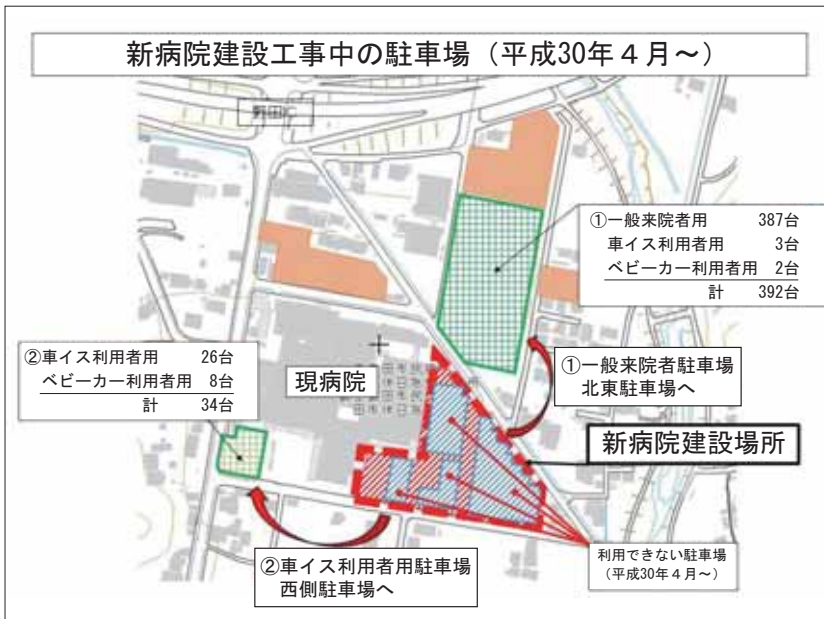 新病院建設工事中の駐車場（平成30年４月～）
①一般来院者用 387台
車イス利用者用 3台
ベビーカー利用者用 2台
計 392台
②車イス利用者用 26台
ベビーカー利用者用 8台
計 34台
現病院
①一般来院者駐車場
北東駐車場へ
新病院建設場所
②車イス利用者用駐車場
西側駐車場へ
利用できない駐車場
（平成30年４月～）